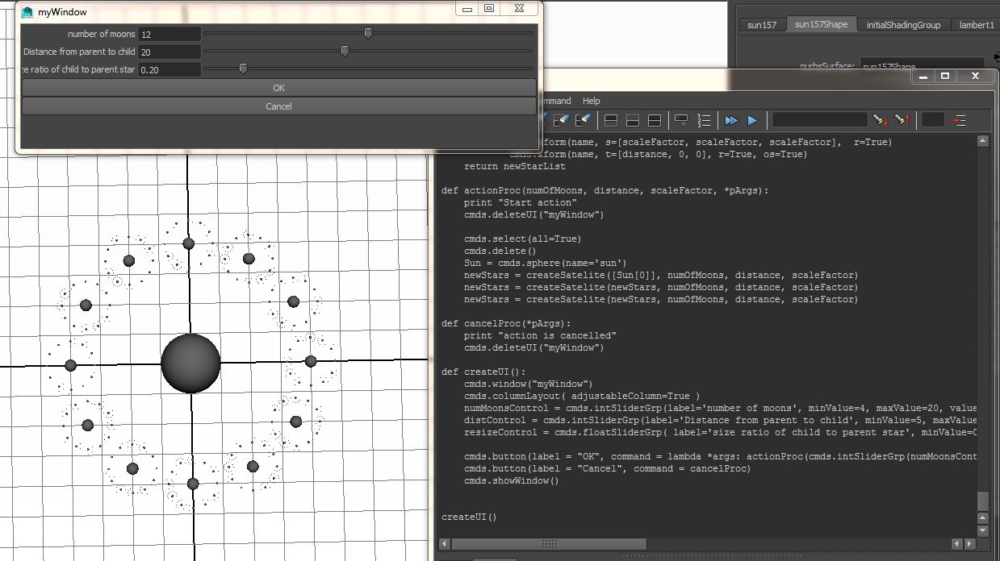 myWindow
number of moons 12
Distance from parent to child 20
ze ratio of child to parent star 0.20
OK
Cancel
sun157 sun157Shape initialShadingGroup lambert1
nurbsSurface: sun157Shape
mmand Help
form(name, s=[scaleFactor, scaleFactor, scaleFactor],  r=True)
cmds.xform(name, t=[distance, 0, 0], r=True, os=True)
return newStarList
def actionProc(numOfMoons, distance, scaleFactor, *pArgs):
print "Start action"
cmds.deleteUI("myWindow")
cmds.select(all=True)
cmds.delete()
Sun = cmds.sphere(name='sun')
newStars = createSatelite([Sun[0]], numOfMoons, distance, scaleFactor)
newStars = createSatelite(newStars, numOfMoons, distance, scaleFactor)
newStars = createSatelite(newStars, numOfMoons, distance, scaleFactor)
def cancelProc(*pArgs):
print "action is cancelled"
cmds.deleteUI("myWindow")
def createUI():
cmds.window("myWindow")
cmds.columnLayout( adjustableColumn=True )
numMoonsControl = cmds.intSliderGrp(label='number of moons', minValue=4, maxValue=20, value
distControl = cmds.intSliderGrp(label='Distance from parent to child', minValue=5, maxValue
resizeControl = cmds.floatSliderGrp( label='size ratio of child to parent star', minValue=0
cmds.button(label = "OK", command = lambda *args: actionProc(cmds.intSliderGrp(numMoonsCont
cmds.button(label = "Cancel", command = cancelProc)
cmds.showWindow()
createUI()